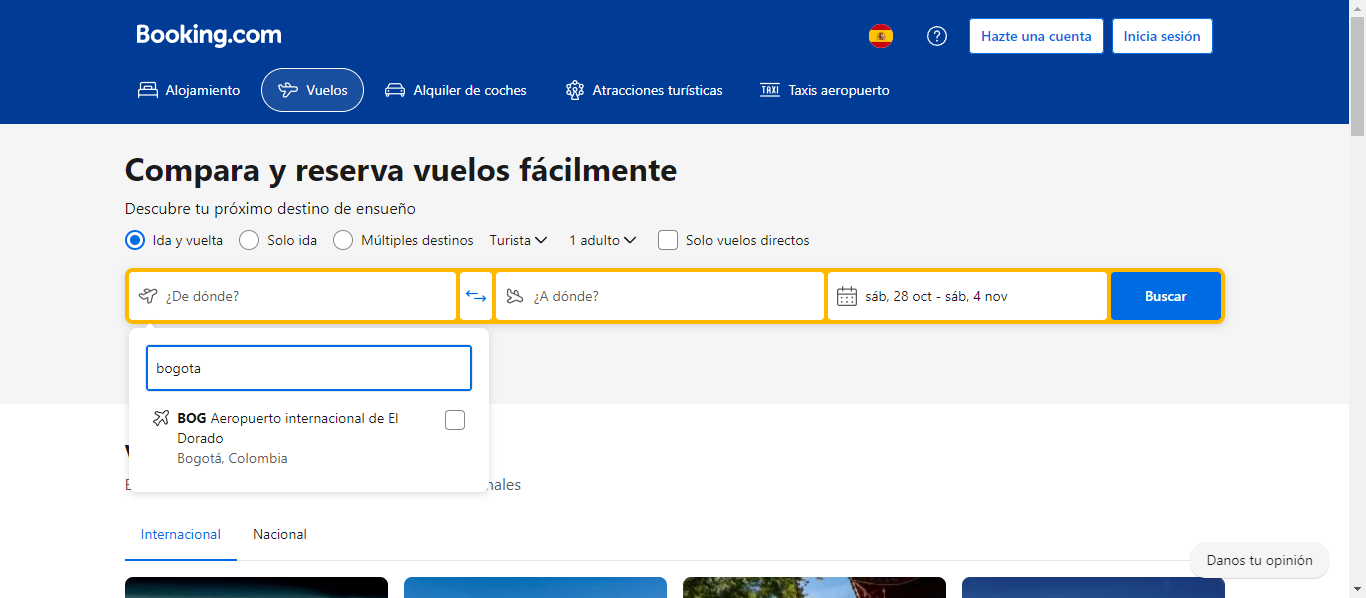 Booking.com
?
Hazte una cuenta
Inicia sesión
Alojamiento
Vuelos
Alquiler de coches
Atracciones turísticas
TAXI
Taxis aeropuerto
Compara y reserva vuelos fácilmente
Descubre tu próximo destino de ensueño
Ida y vuelta
Solo ida
Múltiples destinos
Turista
1 adulto
Solo vuelos directos
¿De dónde?
¿A dónde?
sáb, 28 oct - sáb, 4 nov
Buscar
bogota
BOG Aeropuerto internacional de El
Dorado
Bogotá, Colombia
Internacional
Nacional
Danos tu opinión